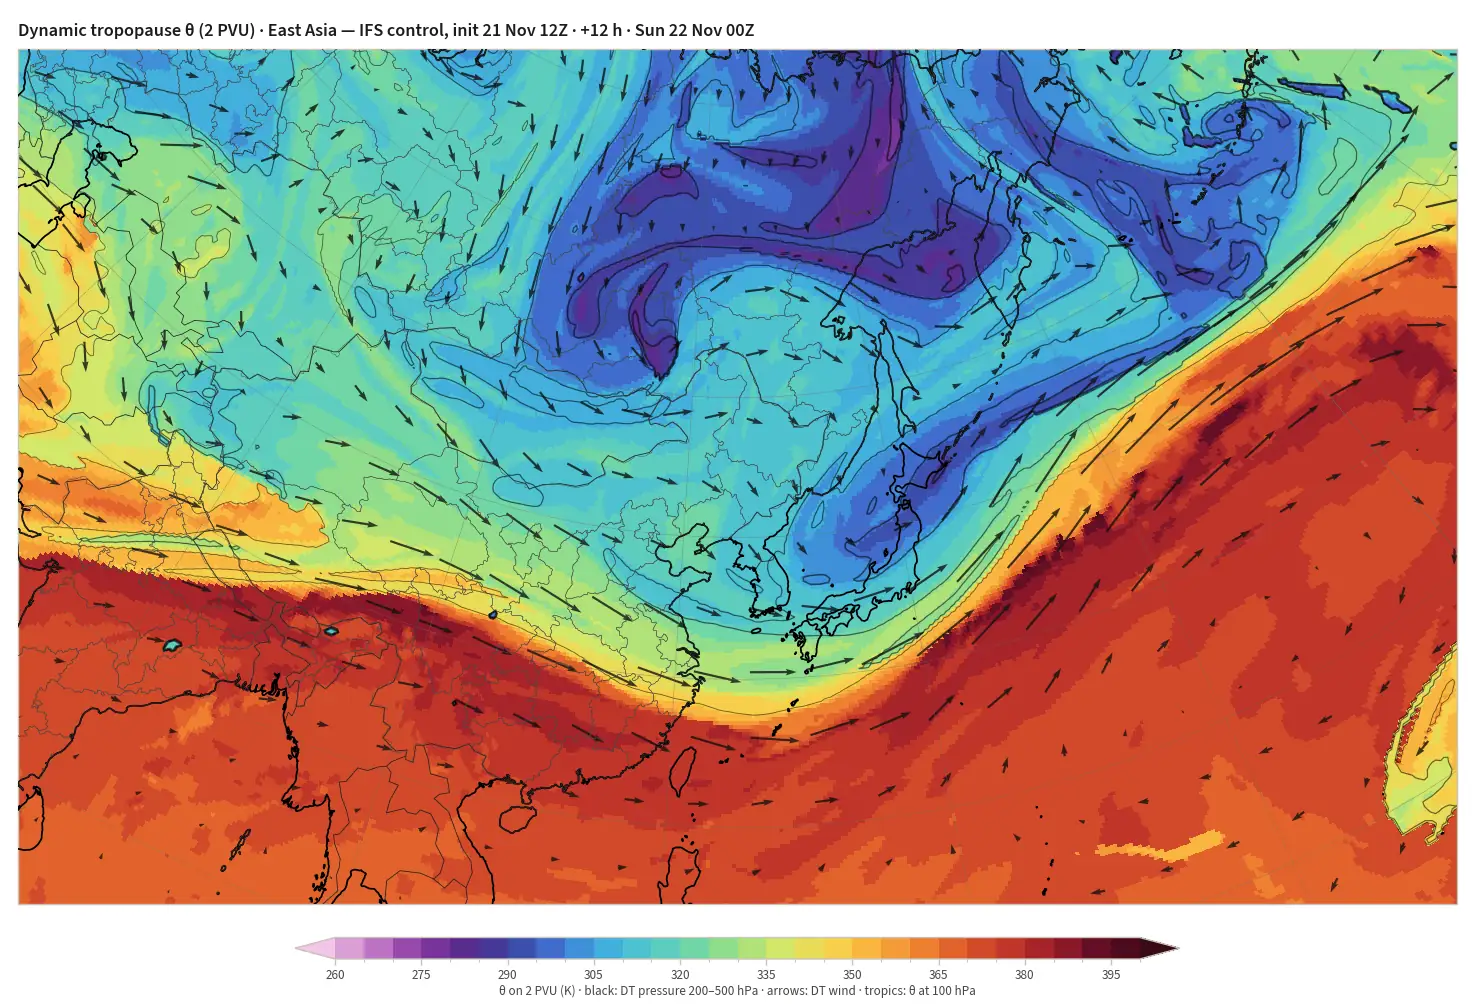 Dynamic tropopause θ (2 PVU) · East Asia — IFS control, init 21 Nov 12Z · +12 h · Sun 22 Nov 00Z
260 275 290 305 320 335 350 365 380 395
θ on 2 PVU (K) · black: DT pressure 200–500 hPa · arrows: DT wind · tropics: θ at 100 hPa